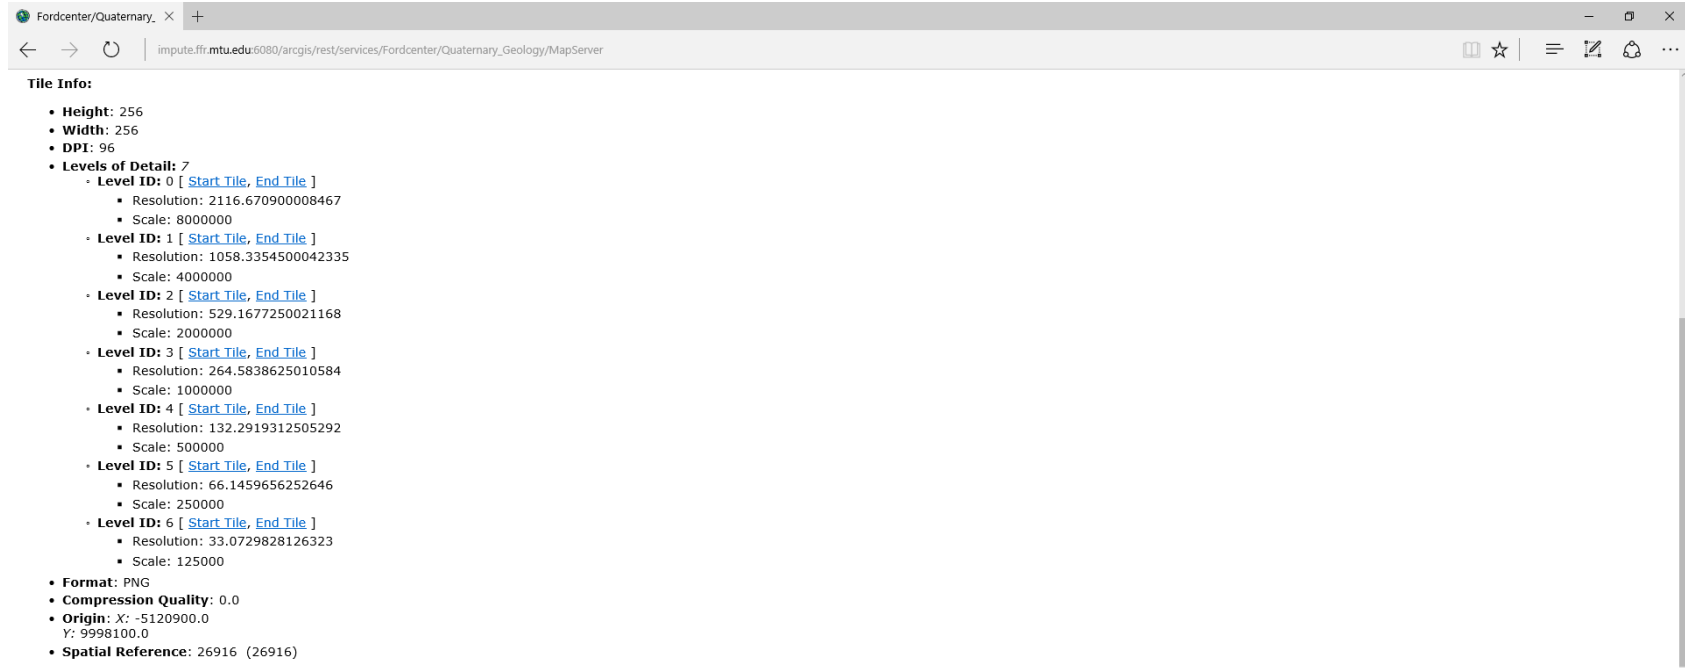 Fordcenter/Quaternary_
impute.ffr.mtu.edu:6080/arcgis/rest/services/Fordcenter/Quaternary_Geology/MapServer
Tile Info:
• Height: 256
• Width: 256
• DPI: 96
• Levels of Detail: 7
◦ Level ID: 0 [ Start Tile, End Tile ]
▪ Resolution: 2116.670900008467
▪ Scale: 8000000
◦ Level ID: 1 [ Start Tile, End Tile ]
▪ Resolution: 1058.3354500042335
▪ Scale: 4000000
◦ Level ID: 2 [ Start Tile, End Tile ]
▪ Resolution: 529.1677250021168
▪ Scale: 2000000
◦ Level ID: 3 [ Start Tile, End Tile ]
▪ Resolution: 264.5838625010584
▪ Scale: 1000000
◦ Level ID: 4 [ Start Tile, End Tile ]
▪ Resolution: 132.2919312505292
▪ Scale: 500000
◦ Level ID: 5 [ Start Tile, End Tile ]
▪ Resolution: 66.1459656252646
▪ Scale: 250000
◦ Level ID: 6 [ Start Tile, End Tile ]
▪ Resolution: 33.0729828126323
▪ Scale: 125000
• Format: PNG
• Compression Quality: 0.0
• Origin: X: -5120900.0
Y: 9998100.0
• Spatial Reference: 26916 (26916)